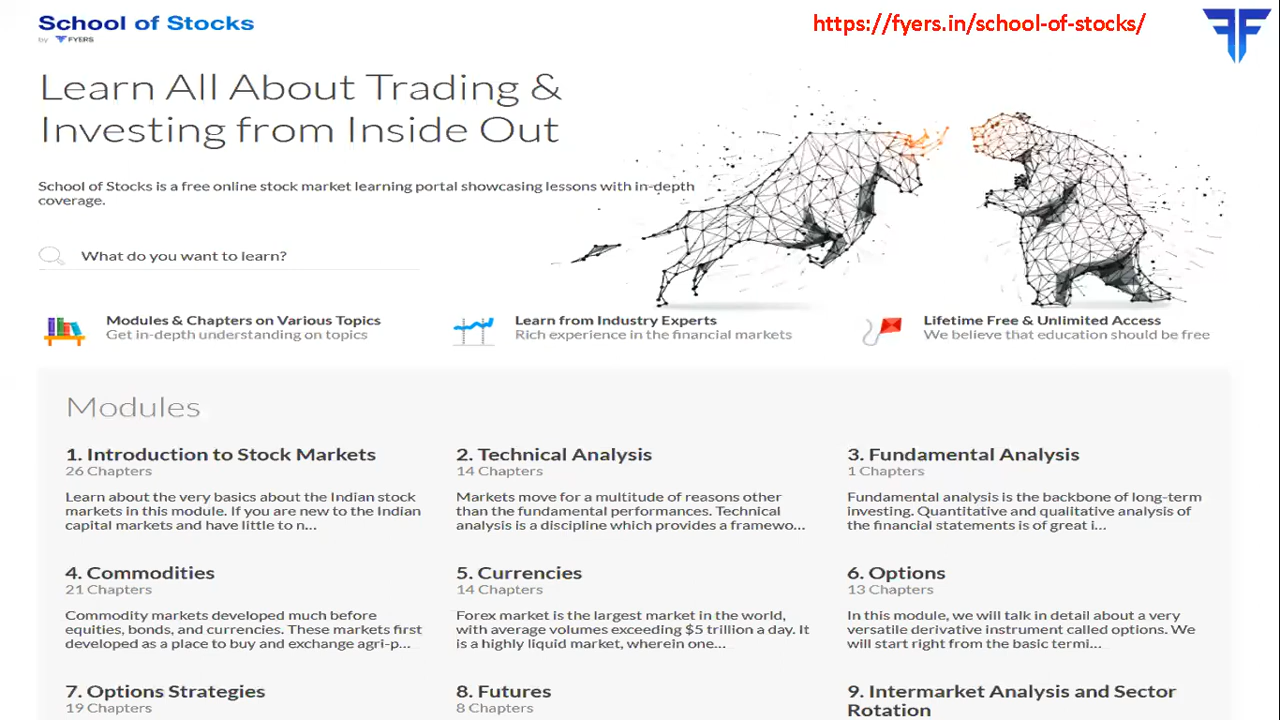 School of Stocks
by FYERS
https://fyers.in/school-of-stocks/
Learn All About Trading &
Investing from Inside Out
School of Stocks is a free online stock market learning portal showcasing lessons with in-depth
coverage.
What do you want to learn?
Modules & Chapters on Various Topics
Get in-depth understanding on topics
Learn from Industry Experts
Rich experience in the financial markets
Lifetime Free & Unlimited Access
We believe that education should be free
Modules
1. Introduction to Stock Markets
26 Chapters
Learn about the very basics about the Indian stock
markets in this module. If you are new to the Indian
capital markets and have little to n...
2. Technical Analysis
14 Chapters
Markets move for a multitude of reasons other
than the fundamental performances. Technical
analysis is a discipline which provides a framewo...
3. Fundamental Analysis
1 Chapters
Fundamental analysis is the backbone of long-term
investing. Quantitative and qualitative analysis of
the financial statements is of great i...
4. Commodities
21 Chapters
Commodity markets developed much before
equities, bonds, and currencies. These markets first
developed as a place to buy and exchange agri-p...
5. Currencies
14 Chapters
Forex market is the largest market in the world,
with average volumes exceeding $5 trillion a day. It
is a highly liquid market, wherein one...
6. Options
13 Chapters
In this module, we will talk in detail about a very
versatile derivative instrument called options. We
will start right from the basic termi...
7. Options Strategies
19 Chapters
8. Futures
8 Chapters
9. Intermarket Analysis and Sector
Rotation